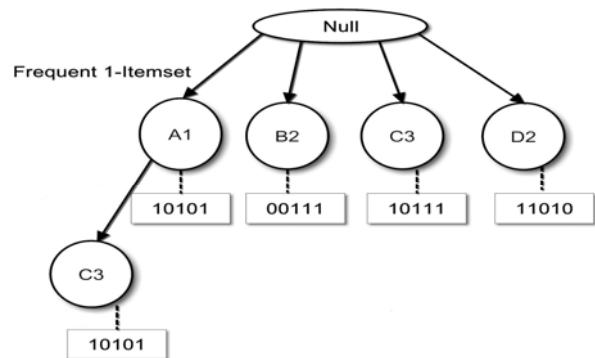 Null
Frequent 1-Itemset
A1
B2
C3
D2
10101
00111
10111
11010
C3
10101